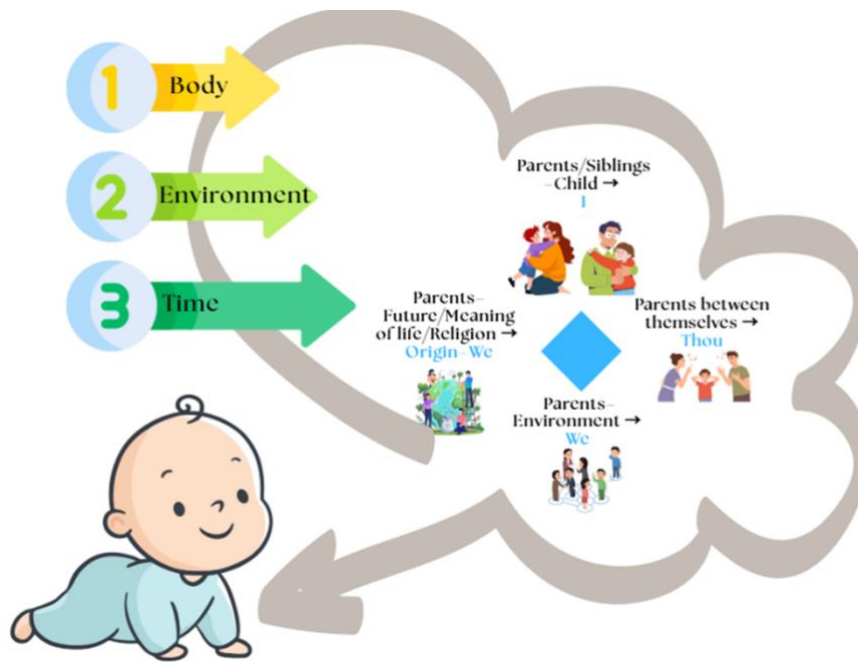 1
Body
2
Environment
3
Time
Parents/Siblings
-Child →
I
Parents-
Future/Meaning
of life/Religion →
Origin-We
Parents between
themselves →
Thou
Parents-
Environment →
We